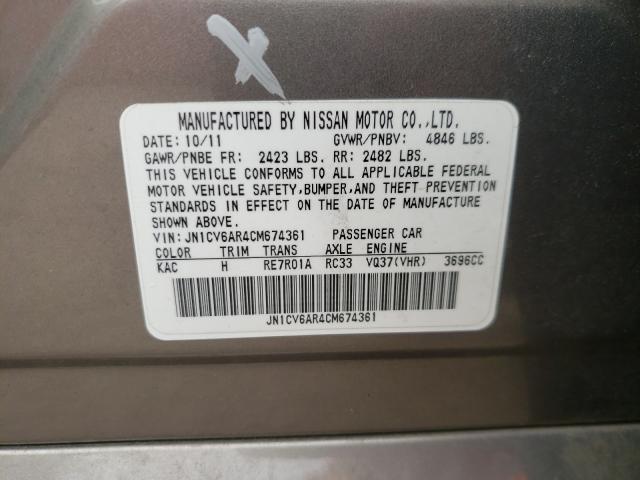 MANUFACTURED BY NISSAN MOTOR CO.,LTD.
DATE: 10/11 GVWR/PNBV: 4846 LBS.
GAWR/PNBE FR: 2423 LBS. RR: 2482 LBS.
THIS VEHICLE CONFORMS TO ALL APPLICABLE FEDERAL
MOTOR VEHICLE SAFETY,BUMPER,AND THEFT PREVENTION
STANDARDS IN EFFECT ON THE DATE OF MANUFACTURE
SHOWN ABOVE.
VIN: JN1CV6AR4CM674361 PASSENGER CAR
COLOR TRIM TRANS AXLE ENGINE
KAC H RE7R01A RC33 VQ37(VHR) 3696CC
JN1CV6AR4CM674361